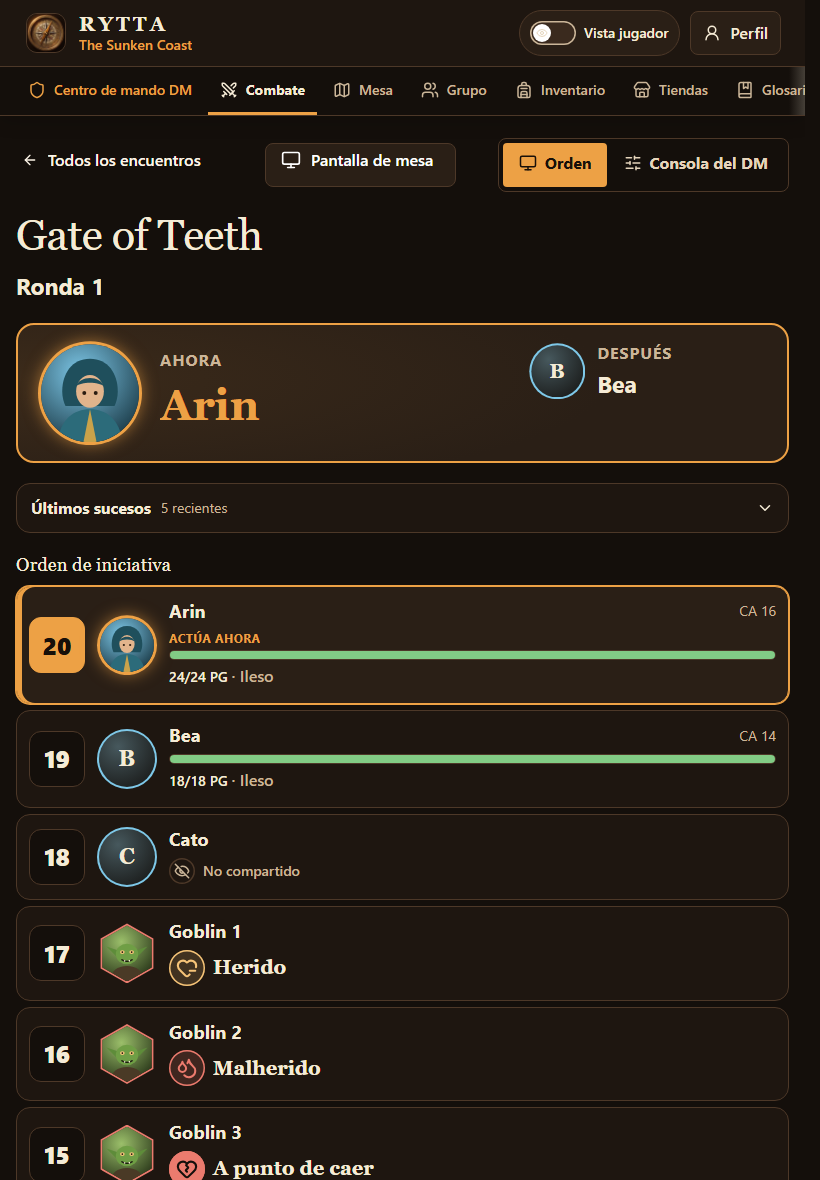 RYTTA
The Sunken Coast
Vista jugador
Perfil
Centro de mando DM
Combate
Mesa
Grupo
Inventario
Tiendas
Glosari
Todos los encuentros
Pantalla de mesa
Orden
Consola del DM
Gate of Teeth
Ronda 1
AHORA
Arin
B
DESPUÉS
Bea
Últimos sucesos 5 recientes
Orden de iniciativa
20
Arin
CA 16
ACTÚA AHORA
24/24 PG · Ileso
19
B
Bea
CA 14
18/18 PG · Ileso
18
C
Cato
No compartido
17
Goblin 1
Herido
16
Goblin 2
Malherido
15
Goblin 3
A punto de caer